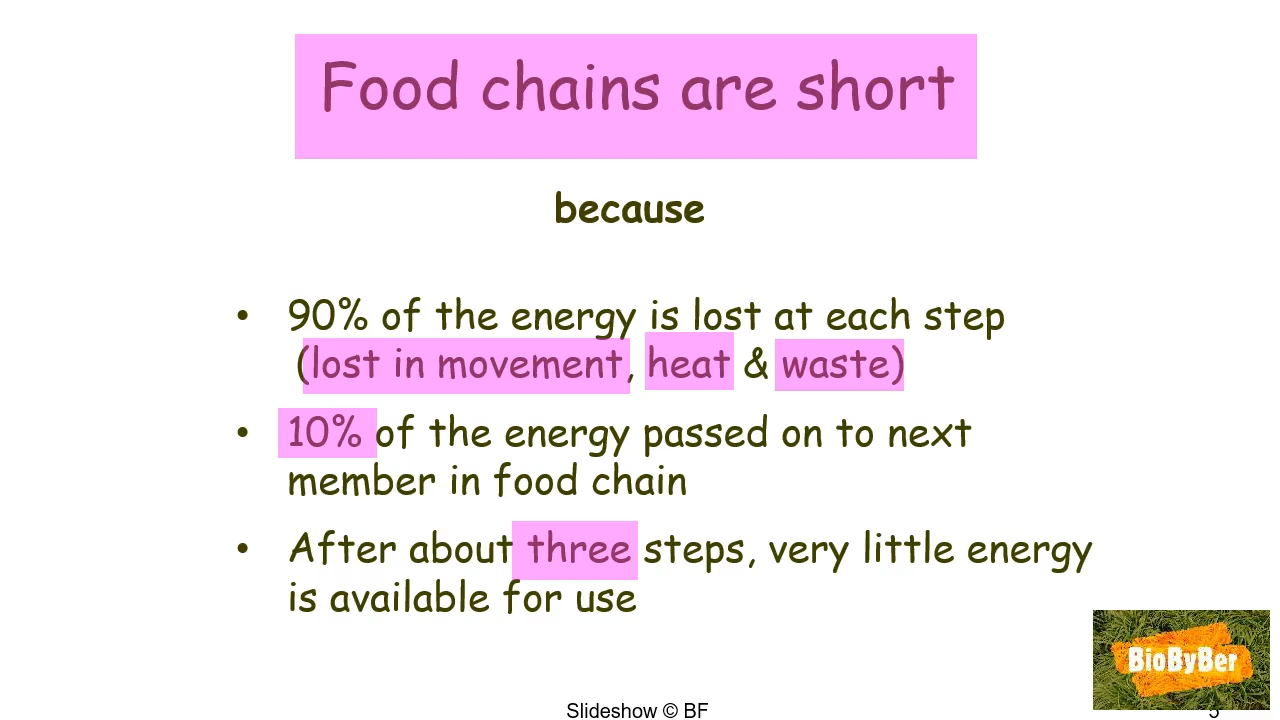 Food chains are short
because
• 90% of the energy is lost at each step
(lost in movement, heat & waste)
• 10% of the energy passed on to next
member in food chain
• After about three steps, very little energy
is available for use
BioByBer
Slideshow © BF